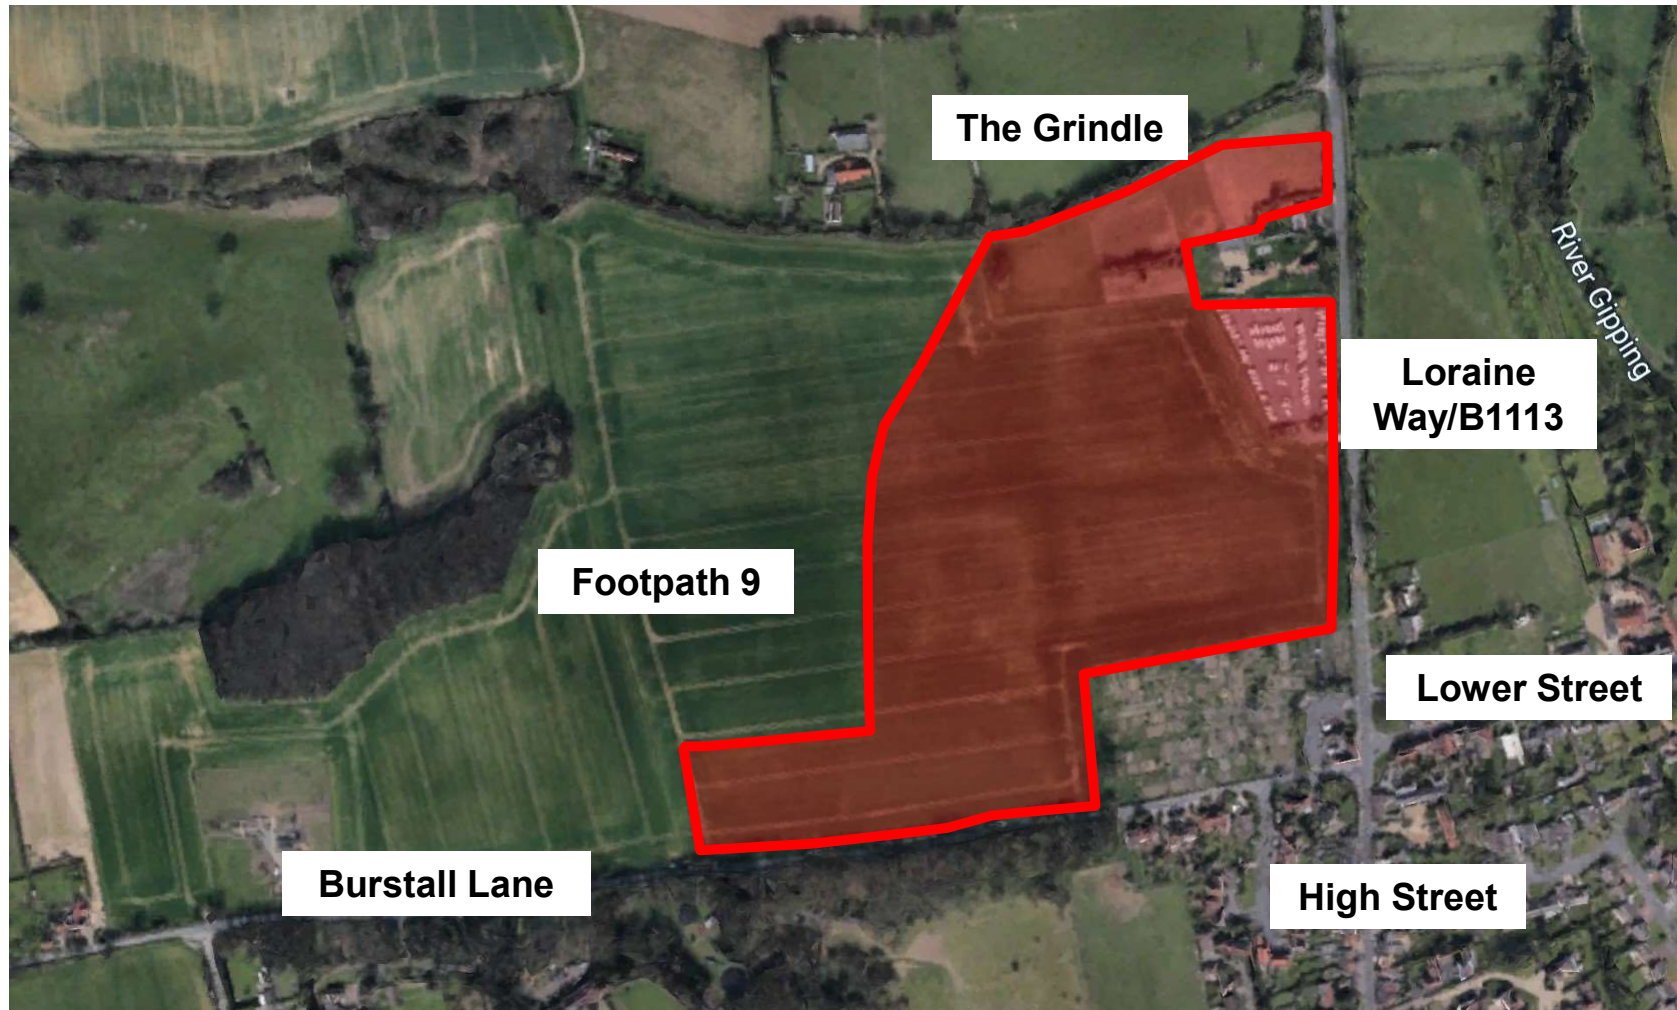 The Grindle
River Gipping
Loraine
Way/B1113
Footpath 9
Lower Street
Burstall Lane
High Street